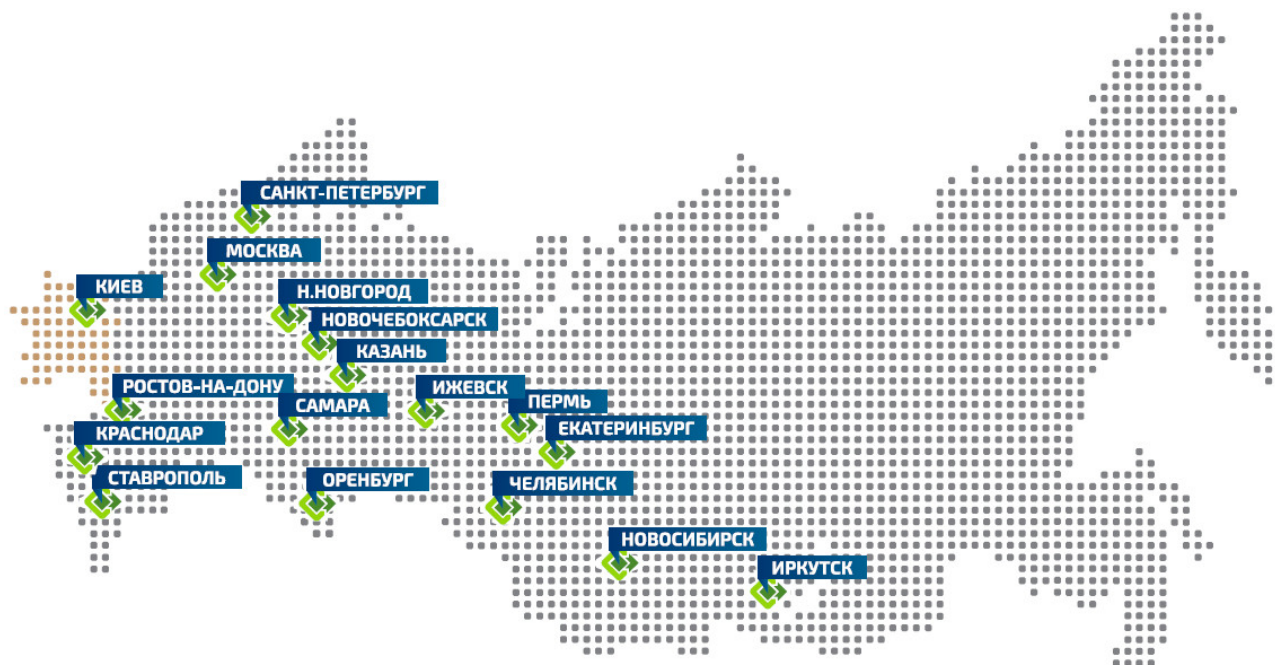 САНКТ-ПЕТЕРБУРГ
МОСКВА
КИЕВ
Н.НОВГОРОД
НОВОЧЕБОКСАРСК
КАЗАНЬ
РОСТОВ-НА-ДОНУ
ИЖЕВСК
ПЕРМЬ
САМАРА
ЕКАТЕРИНБУРГ
КРАСНОДАР
СТАВРОПОЛЬ
ОРЕНБУРГ
ЧЕЛЯБИНСК
НОВОСИБИРСК
ИРКУТСК